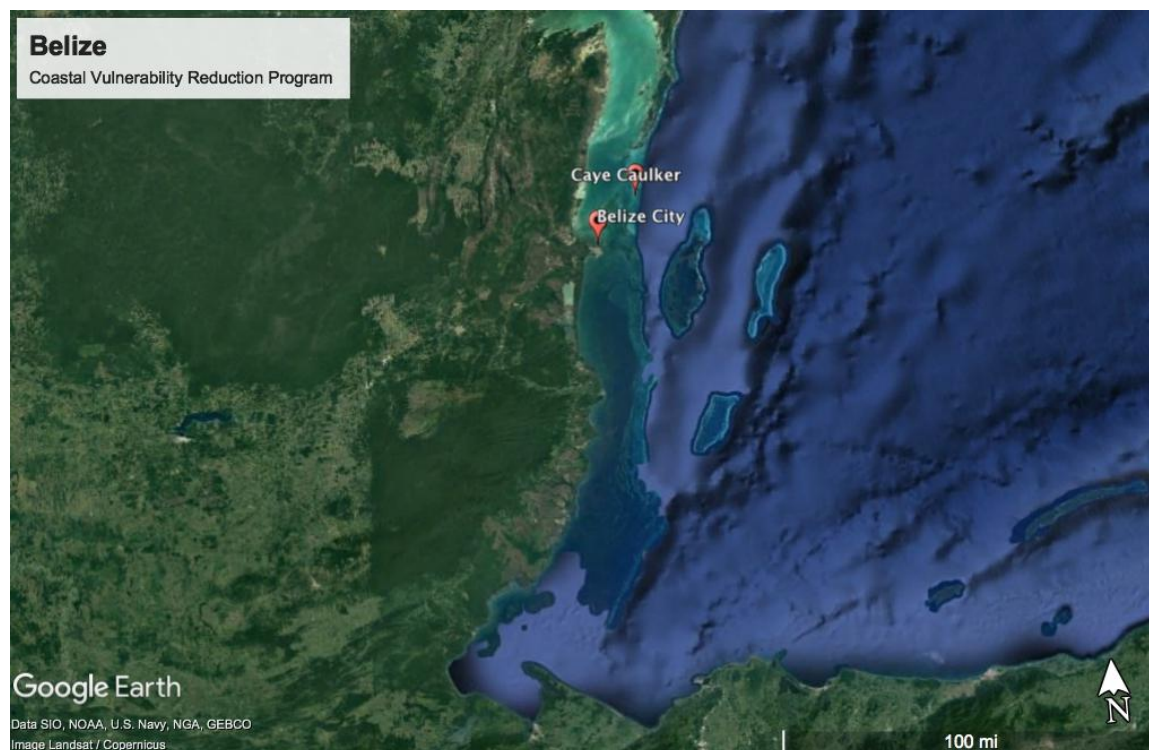 Belize
Coastal Vulnerability Reduction Program
Caye Caulker
Belize City
Google Earth
N
Data SIO, NOAA, U.S. Navy, NGA, GEBCO
Image Landsat / Copernicus
100 mi